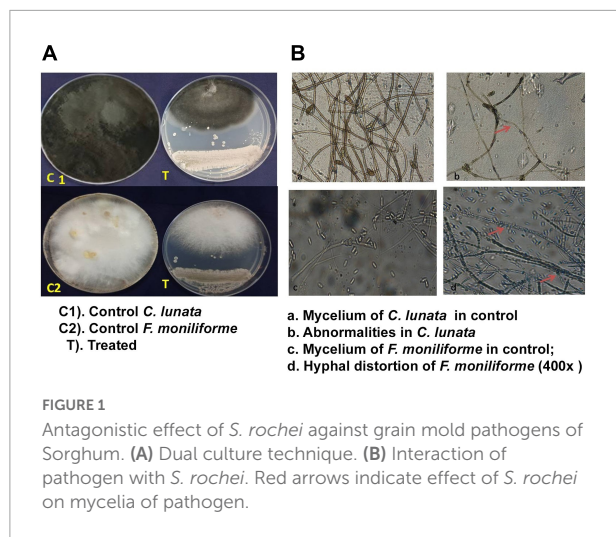 A
B
C 1
T
C2
T
a
b
c
d
C1). Control C. lunata
C2). Control F. moniliforme
T). Treated
a. Mycelium of C. lunata in control
b. Abnormalities in C. lunata
c. Mycelium of F. moniliforme in control;
d. Hyphal distortion of F. moniliforme (400x )
FIGURE 1
Antagonistic effect of S. rochei against grain mold pathogens of
Sorghum. (A) Dual culture technique. (B) Interaction of
pathogen with S. rochei. Red arrows indicate effect of S. rochei
on mycelia of pathogen.